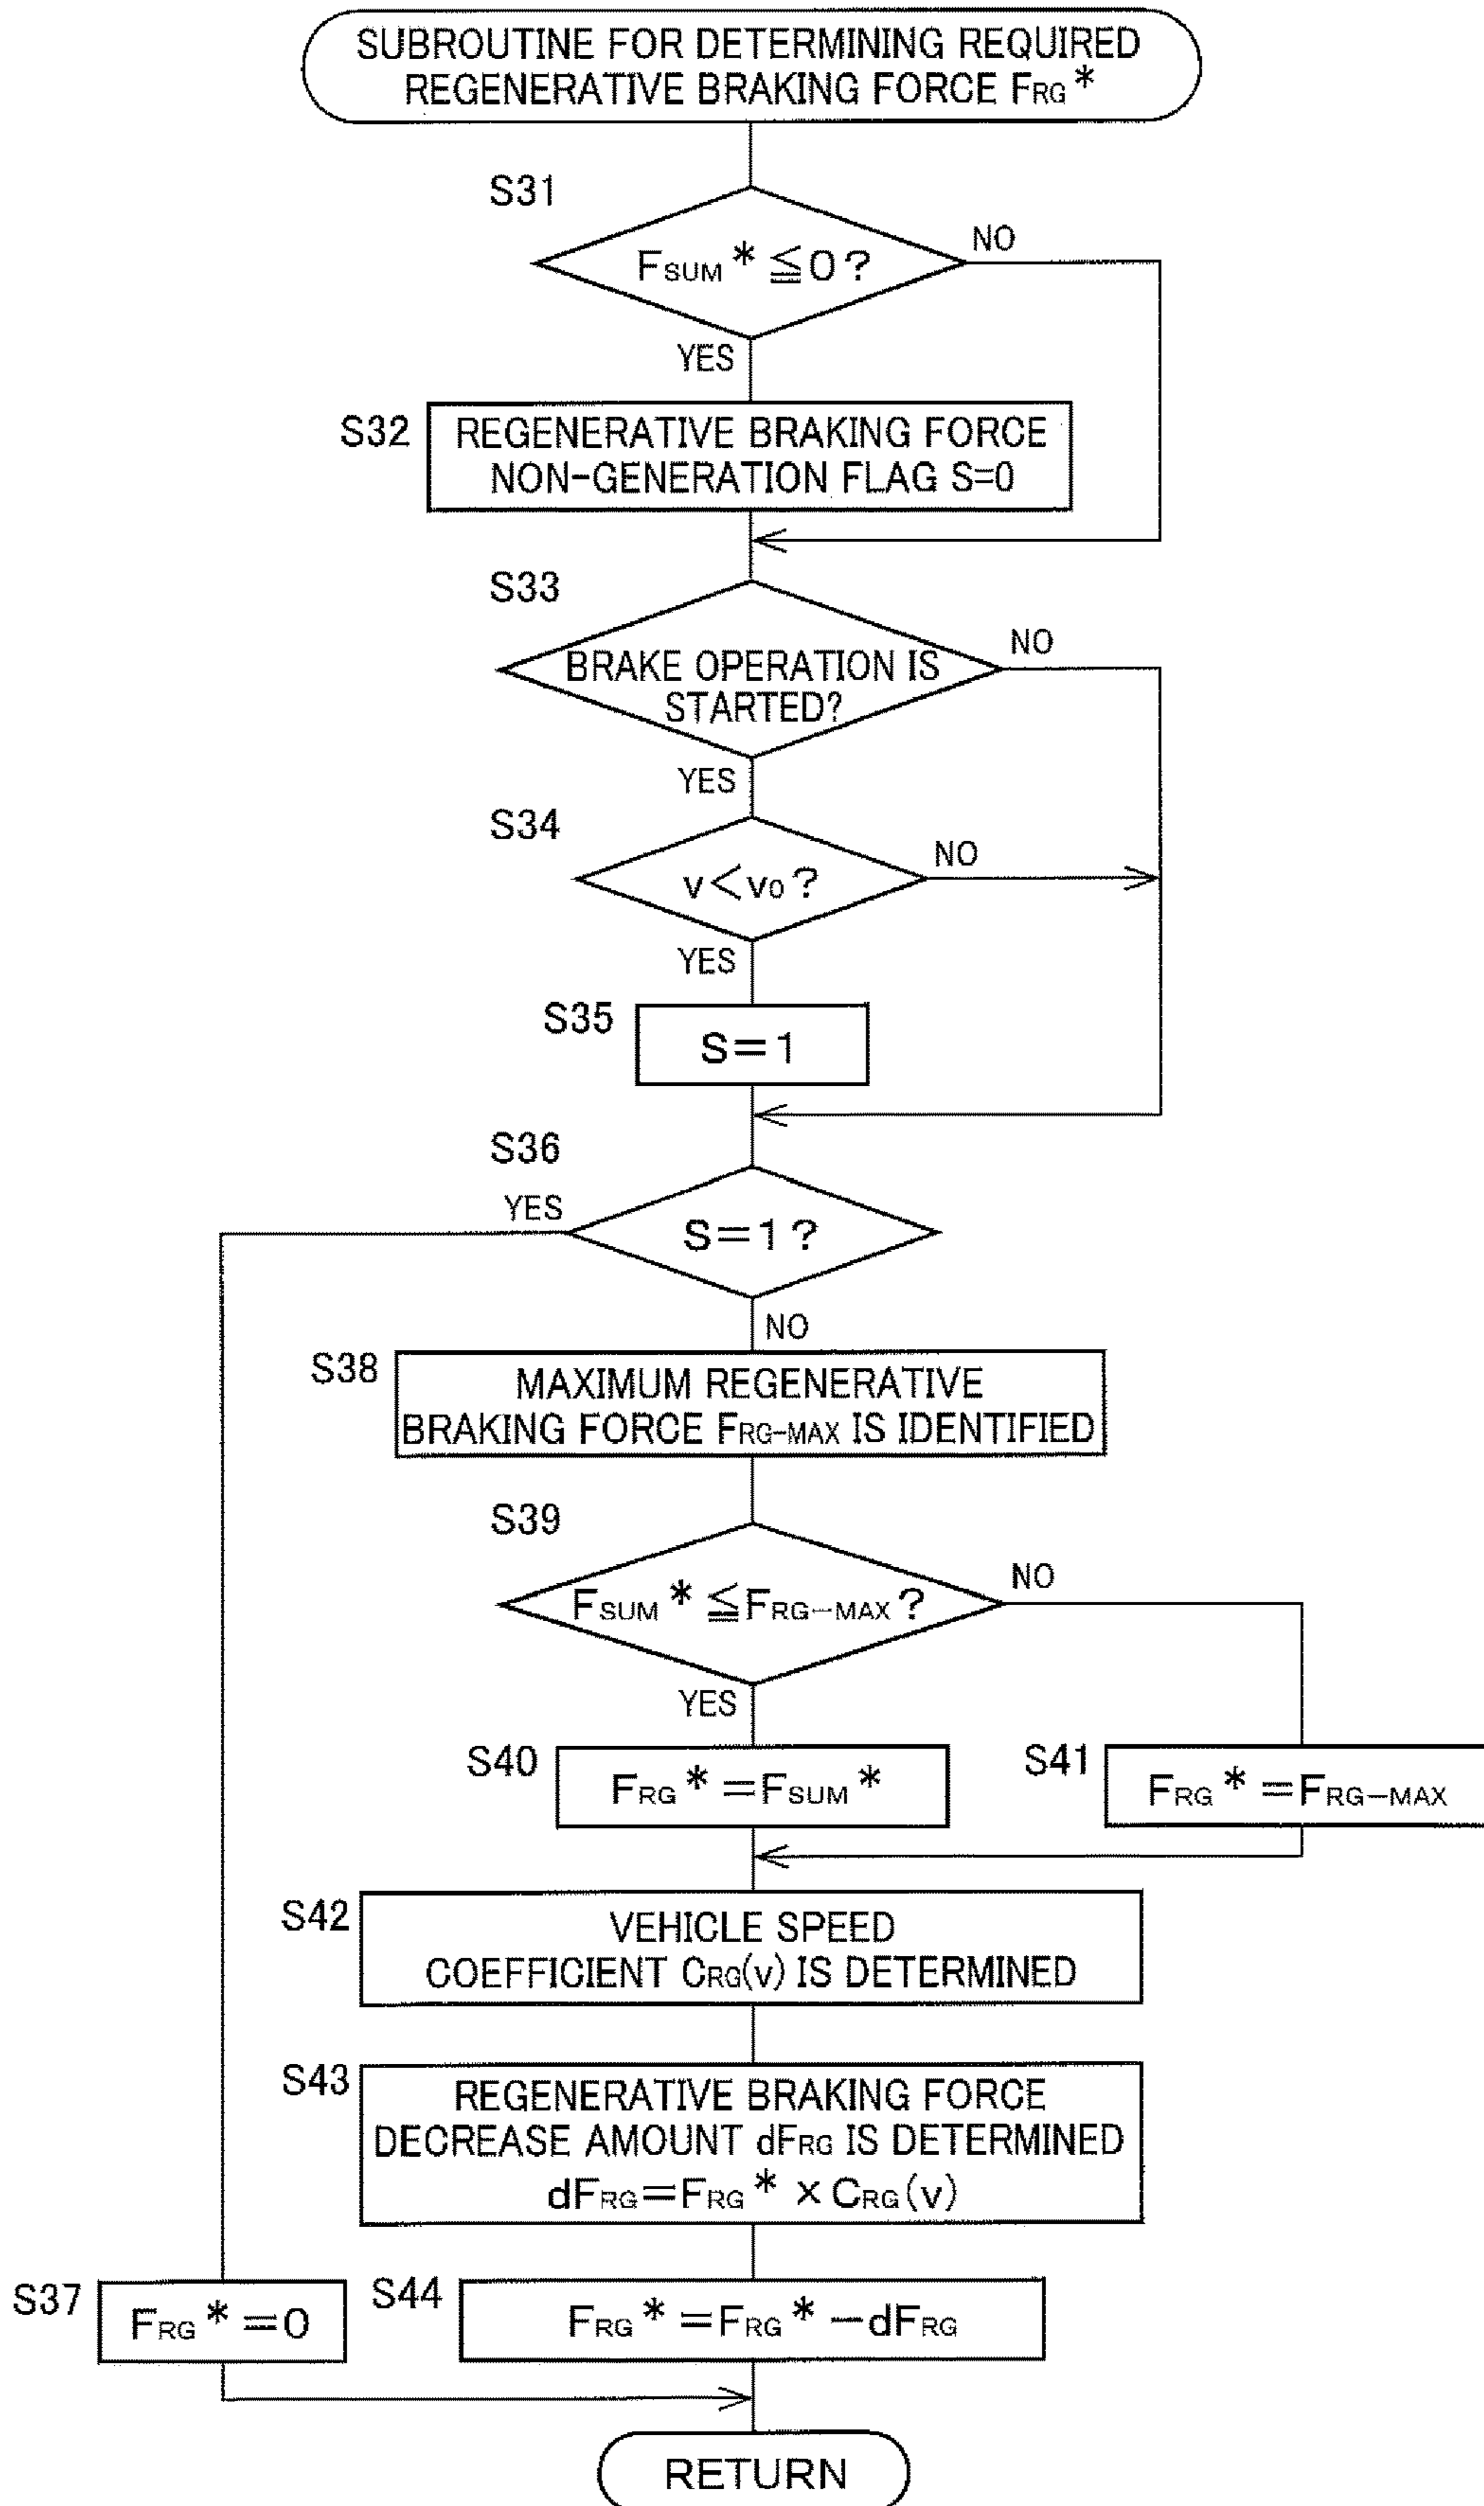 SUBROUTINE FOR DETERMINING REQUIRED
REGENERATIVE BRAKING FORCE FRG*
S31
FSUM* ≦0?
NO
YES
S32
REGENERATIVE BRAKING FORCE
NON-GENERATION FLAG S=0
S33
BRAKE OPERATION IS
STARTED?
NO
YES
S34
v<v0?
NO
YES
S35
S=1
S36
YES
S=1?
NO
S38
MAXIMUM REGENERATIVE
BRAKING FORCE FRG-MAX IS IDENTIFIED
S39
FSUM* ≦FRG-MAX?
NO
YES
S40
FRG*=FSUM*
S41
FRG*=FRG-MAX
S42
VEHICLE SPEED
COEFFICIENT CRG(v) IS DETERMINED
S43
REGENERATIVE BRAKING FORCE
DECREASE AMOUNT dFRG IS DETERMINED
dFRG=FRG*×CRG(v)
S37
FRG*=0
S44
FRG*=FRG*-dFRG
RETURN